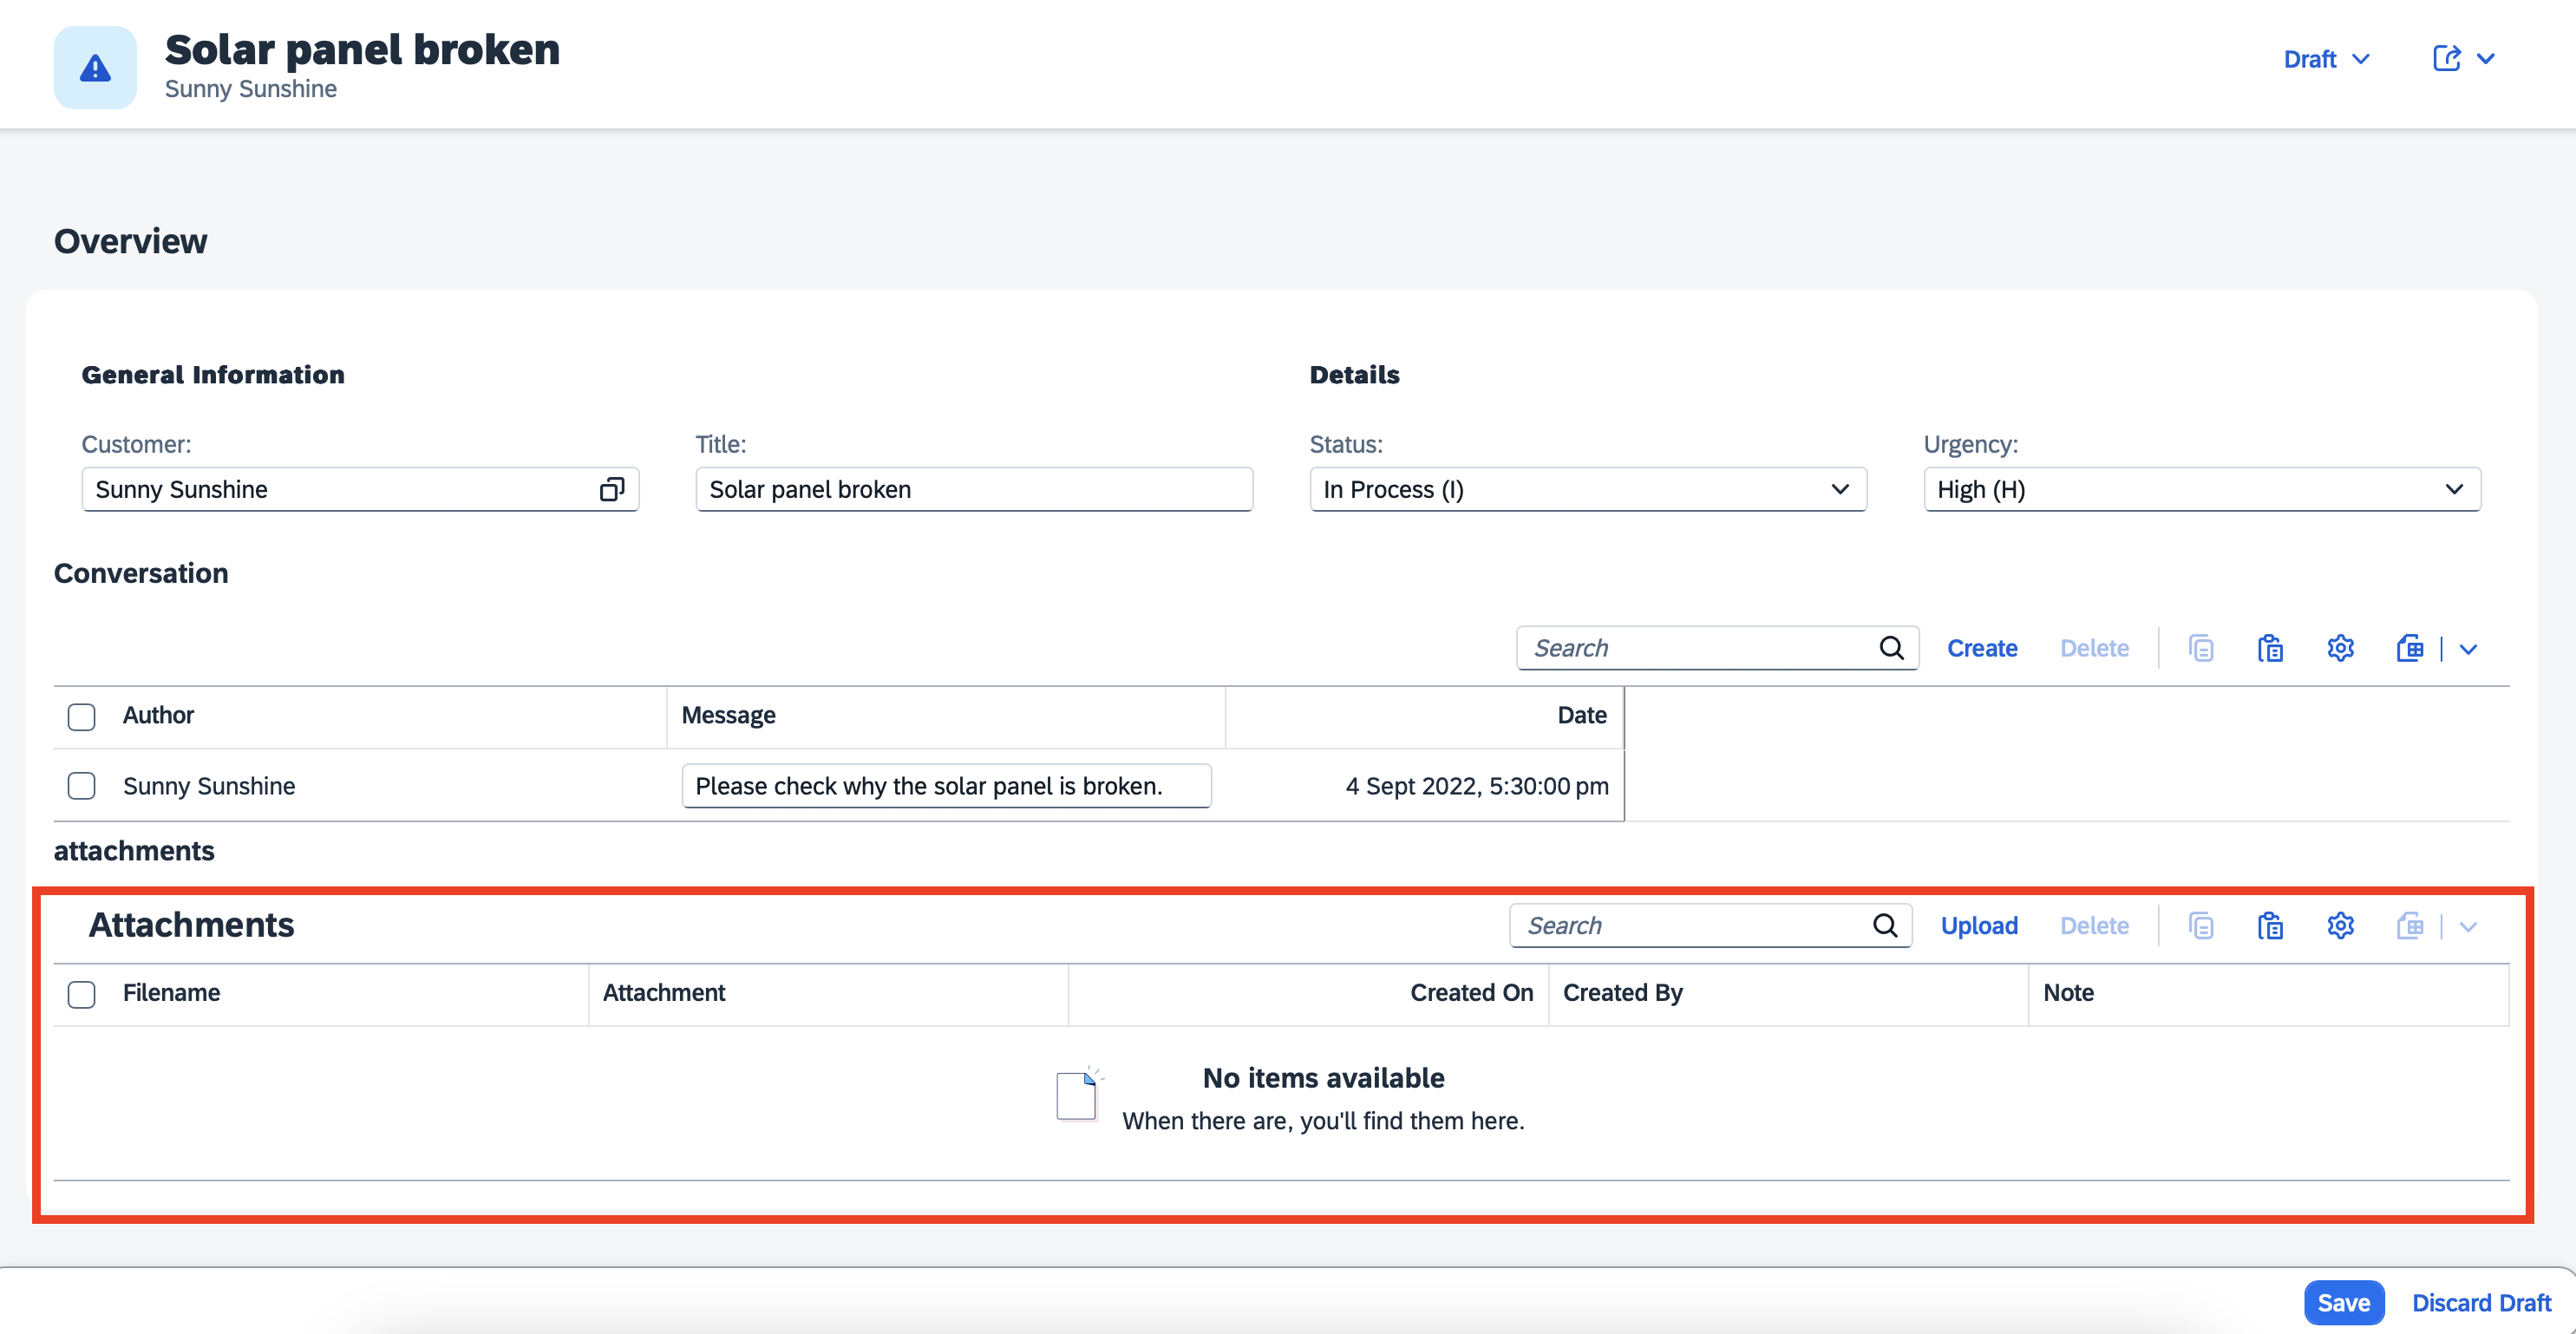 Solar panel broken
Sunny Sunshine
Draft
Overview
General Information
Details
Customer:
Title:
Status:
Urgency:
Sunny Sunshine
Solar panel broken
In Process (I)
High (H)
Conversation
Search
Create
Delete
Author
Message
Date
Sunny Sunshine
Please check why the solar panel is broken.
4 Sept 2022, 5:30:00 pm
attachments
Attachments
Search
Upload
Delete
Filename
Attachment
Created On
Created By
Note
No items available
When there are, you'll find them here.
Save
Discard Draft